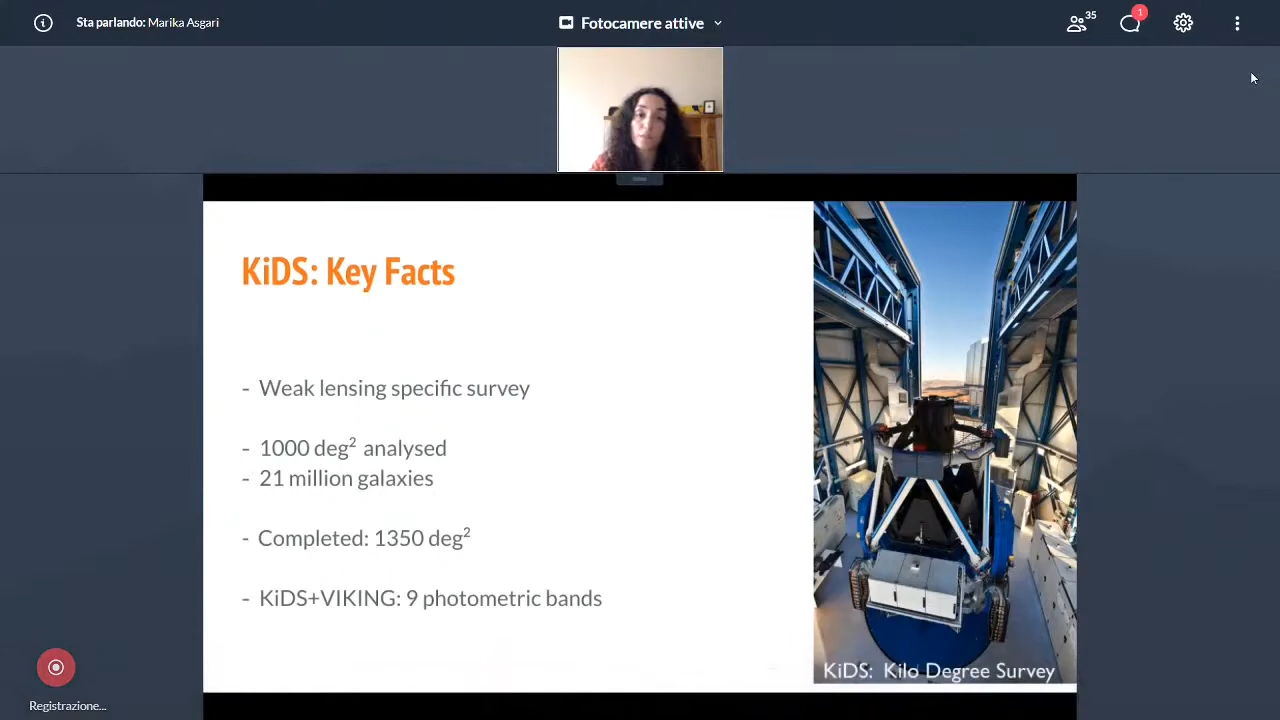 Sta parlando: Marika Asgari
Fotocamere attive
35
1
KiDS: Key Facts
- Weak lensing specific survey
- 1000 deg² analysed
- 21 million galaxies
- Completed: 1350 deg²
- KiDS+VIKING: 9 photometric bands
KiDS: Kilo Degree Survey
Registrazione...